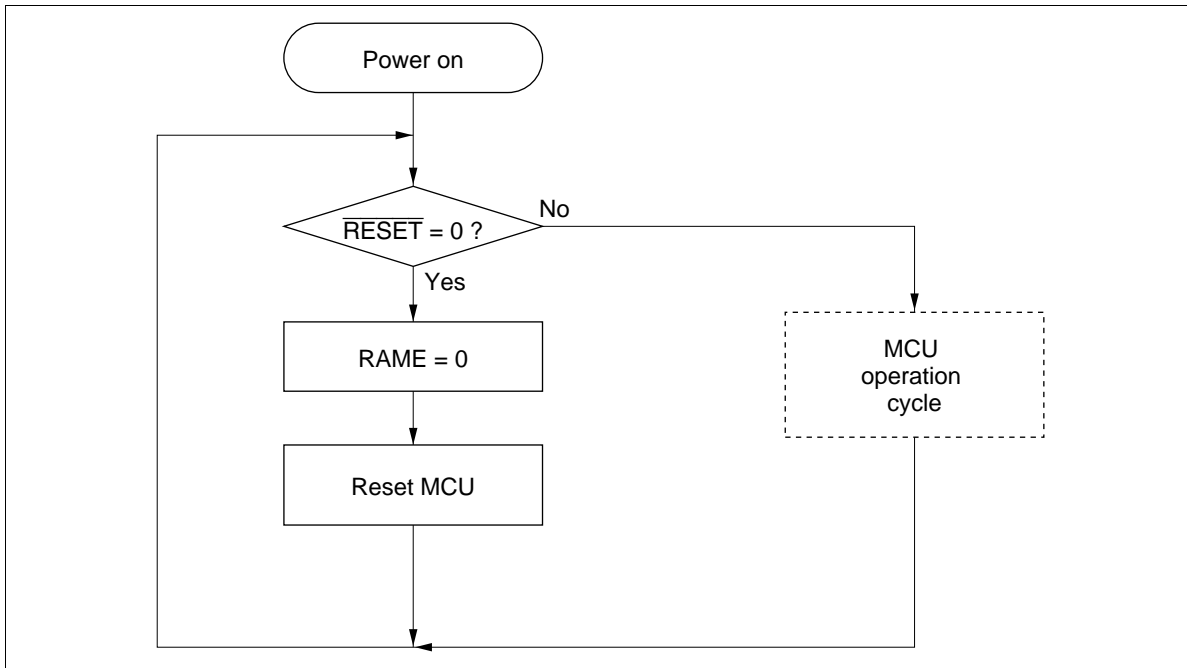 Power on
RESET = 0 ?
No
Yes
RAME = 0
MCU
operation
cycle
Reset MCU